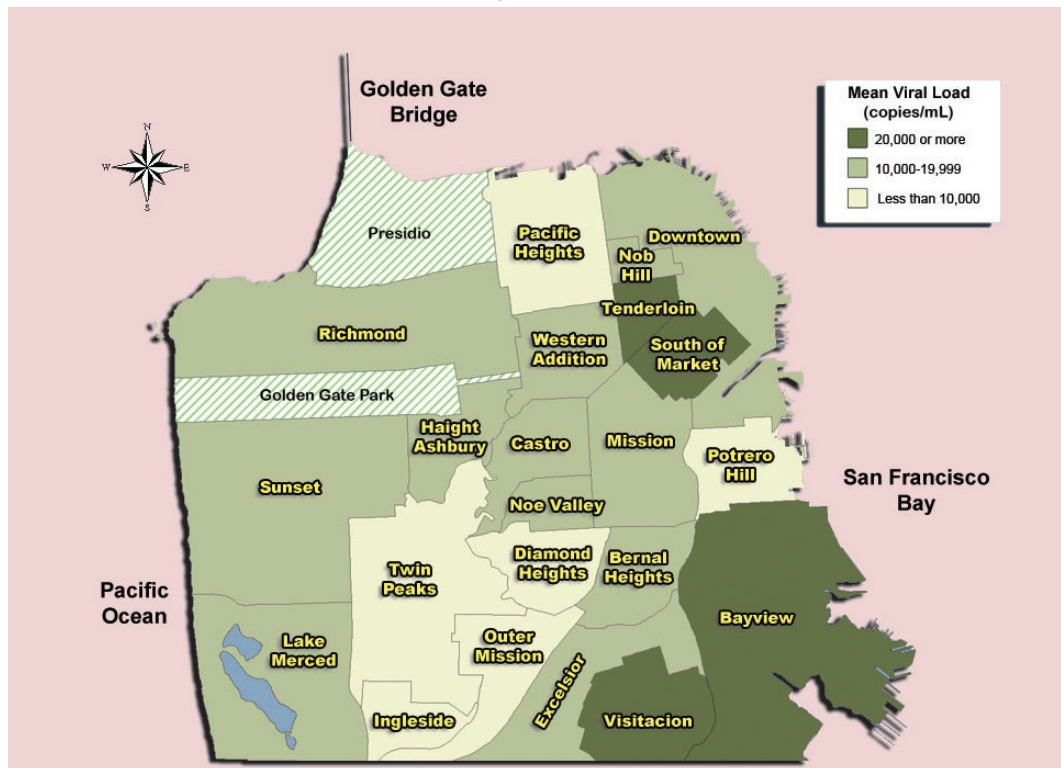 Golden Gate
Bridge
Mean Viral Load
(copies/mL)
20,000 or more
10,000-19,999
Less than 10,000
N
W
E
S
Presidio
Pacific
Heights
Downtown
Nob
Hill
Tenderloin
Richmond
Western
Addition
South of
Market
Golden Gate Park
Haight
Ashbury
Castro
Mission
Potrero
Hill
San Francisco
Bay
Sunset
Noe Valley
Diamond
Heights
Bernal
Heights
Twin
Peaks
Pacific
Ocean
Bayview
Lake
Merced
Outer
Mission
Excelsior
Ingleside
Visitacion